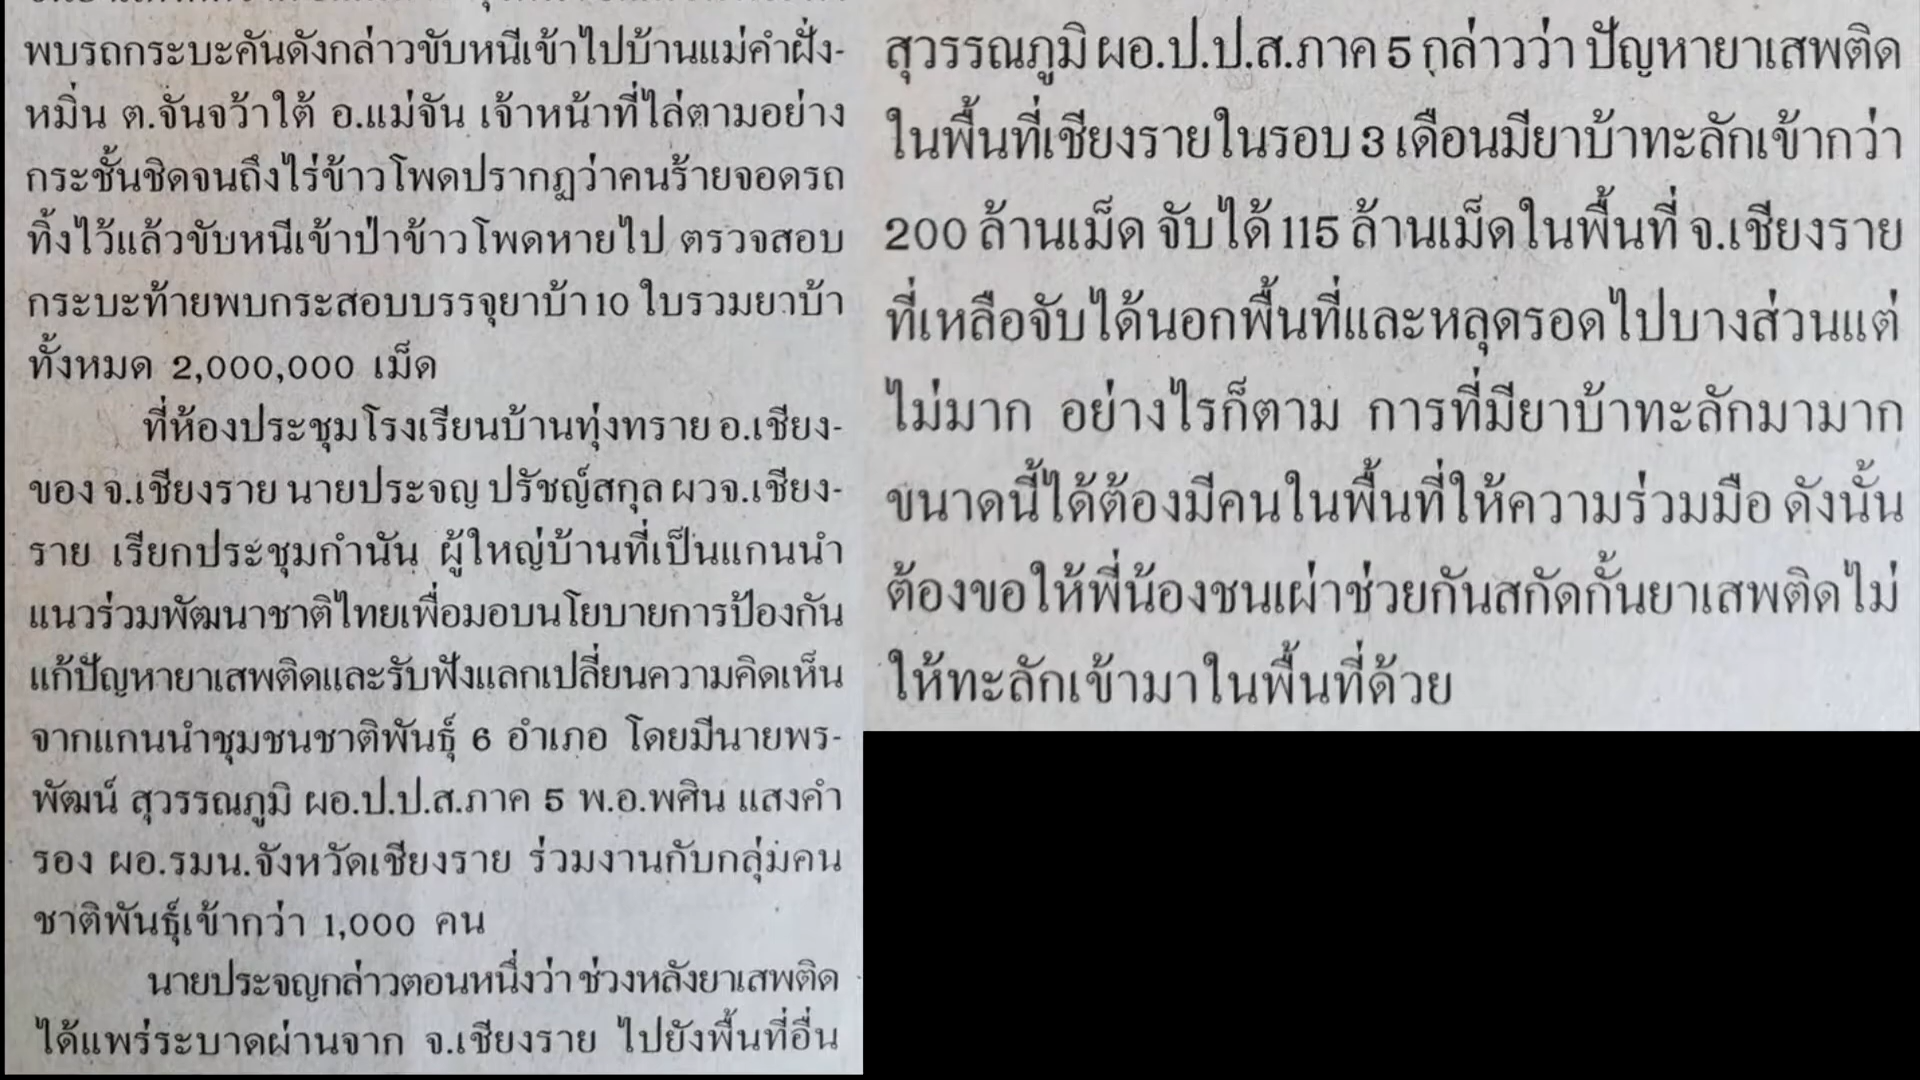 พบรถกระบะคันดังกล่าวขับหนีเข้าไปบ้านแม่คำฝั่ง-
หมิ่น ต.จันจว้าใต้ อ.แม่จัน เจ้าหน้าที่ไล่ตามอย่าง
กระชั้นชิดจนถึงไร่ข้าวโพดปรากฏว่าคนร้ายจอดรถ
ทิ้งไว้แล้วขับหนีเข้าป่าข้าวโพดหายไป ตรวจสอบ
กระบะท้ายพบกระสอบบรรจุยาบ้า 10 ใบรวมยาบ้า
ทั้งหมด 2,000,000 เม็ด
ที่ห้องประชุมโรงเรียนบ้านทุ่งทราย อ.เชียง-
ของ จ.เชียงราย นายประจญ ปรัชญ์สกุล ผวจ.เชียง-
ราย เรียกประชุมกำนัน ผู้ใหญ่บ้านที่เป็นแกนนำ
แนวร่วมพัฒนาชาติไทยเพื่อมอบนโยบายการป้องกัน
แก้ปัญหายาเสพติดและรับฟังแลกเปลี่ยนความคิดเห็น
จากแกนนำชุมชนชาติพันธุ์ 6 อำเภอ โดยมีนายพร-
พัฒน์ สุวรรณภูมิ ผอ.ป.ป.ส.ภาค 5 พ.อ.พศิน แสงคำ
รอง ผอ.รมน.จังหวัดเชียงราย ร่วมงานกับกลุ่มคน
ชาติพันธุ์เข้ากว่า 1,000 คน
นายประจญกล่าวตอนหนึ่งว่า ช่วงหลังยาเสพติด
ได้แพร่ระบาดผ่านจาก จ.เชียงราย ไปยังพื้นที่อื่น
สุวรรณภูมิ ผอ.ป.ป.ส.ภาค 5 กล่าวว่า ปัญหายาเสพติด
ในพื้นที่เชียงรายในรอบ 3 เดือนมียาบ้าทะลักเข้ากว่า
200 ล้านเม็ด จับได้ 115 ล้านเม็ดในพื้นที่ จ.เชียงราย
ที่เหลือจับได้นอกพื้นที่และหลุดรอดไปบางส่วนแต่
ไม่มาก อย่างไรก็ตาม การที่มียาบ้าทะลักมามาก
ขนาดนี้ได้ต้องมีคนในพื้นที่ให้ความร่วมมือ ดังนั้น
ต้องขอให้พี่น้องชนเผ่าช่วยกันสกัดกั้นยาเสพติดไม่
ให้ทะลักเข้ามาในพื้นที่ด้วย